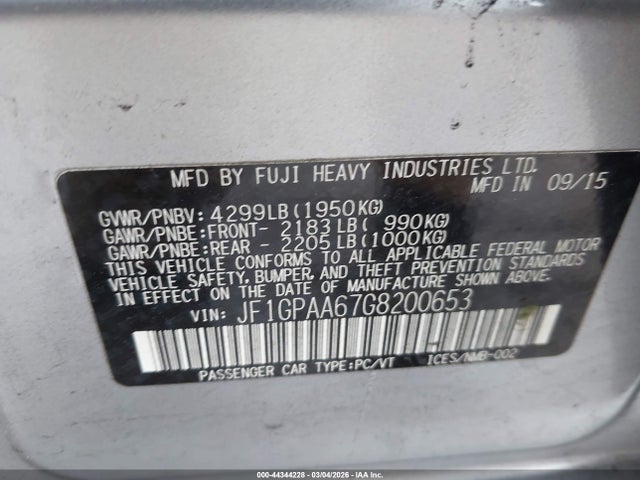 MFD BY FUJI HEAVY INDUSTRIES LTD.
MFD IN 09/15
GVWR/PNBV: 4299LB(1950KG)
GAWR/PNBE:FRONT- 2183LB( 990KG)
GAWR/PNBE:REAR - 2205LB(1000KG)
THIS VEHICLE CONFORMS TO ALL APPLICABLE FEDERAL MOTOR
VEHICLE SAFETY, BUMPER, AND THEFT PREVENTION STANDARDS
IN EFFECT ON THE DATE OF MANUFACTURE SHOWN ABOVE.
VIN: JF1GPAA67G8200653
PASSENGER CAR TYPE:PC/VT ICES/NMB-002
000-44344228 - 03/04/2026 - IAA Inc.